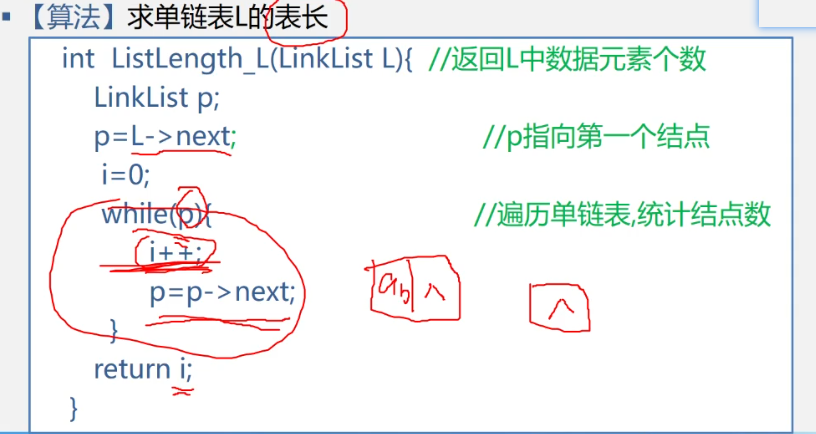 ▪ 【算法】求单链表L的表长
int ListLength_L(LinkList L){ //返回L中数据元素个数
LinkList p;
p=L->next; //p指向第一个结点
i=0;
while(p){ //遍历单链表,统计结点数
i++;
an ∧ ∧
p=p->next;
}
return i;
}